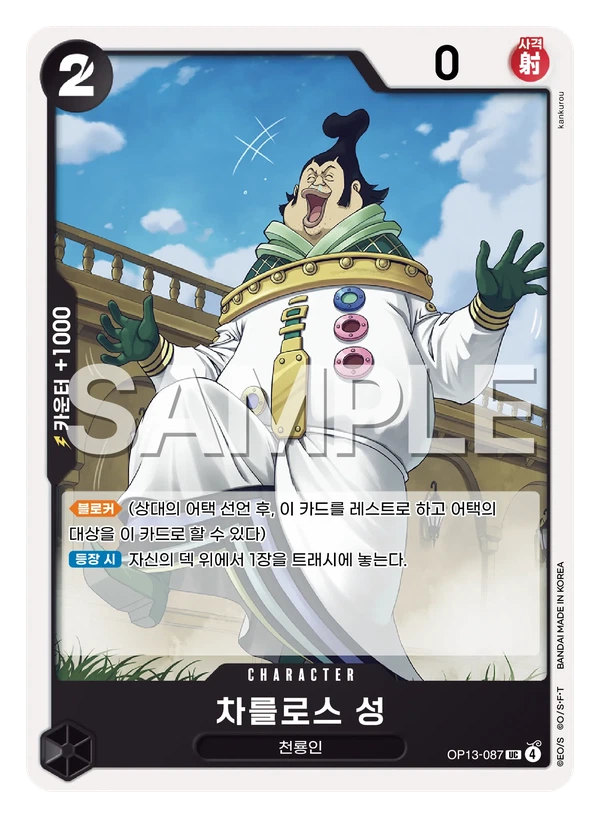 2
0
사격
射
kankurou
⚡카운터 +1000
SAMPLE
블로커 (상대의 어택 선언 후, 이 카드를 레스트로 하고 어택의
대상을 이 카드로 할 수 있다)
등장 시 자신의 덱 위에서 1장을 트래시에 놓는다.
CHARACTER
차를로스 성
천룡인
OP13-087 UC 4
©EO/S ©O/S·F·T BANDAI MADE IN KOREA